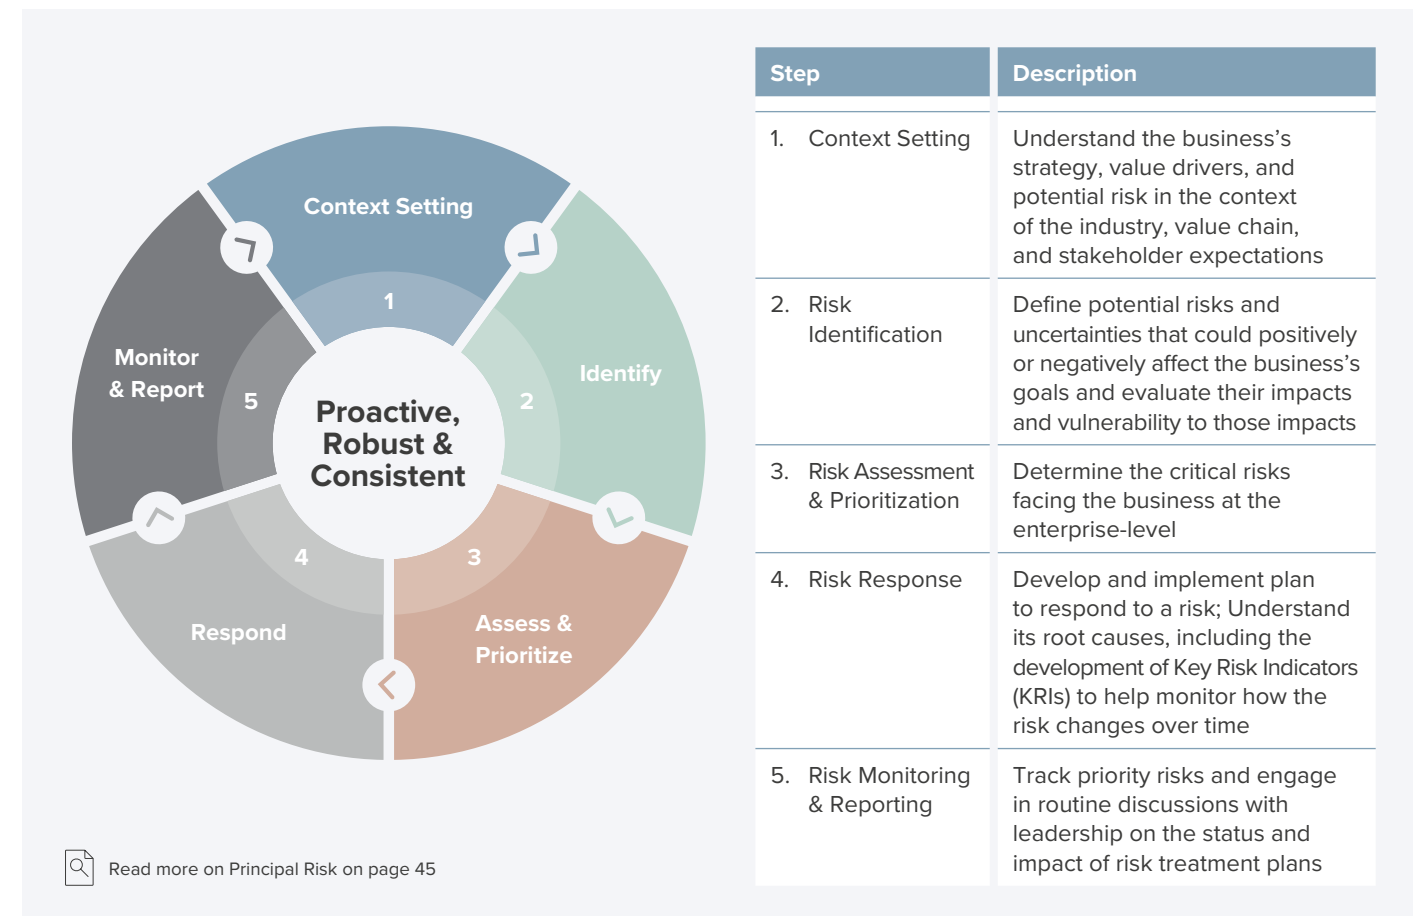 Context Setting
1
Identify
2
Assess &
Prioritize
3
Respond
4
Monitor
& Report
5
Proactive,
Robust &
Consistent
Read more on Principal Risk on page 45
Step
Description
1. Context Setting
Understand the business’s
strategy, value drivers, and
potential risk in the context
of the industry, value chain,
and stakeholder expectations
2. Risk
Identification
Define potential risks and
uncertainties that could positively
or negatively affect the business’s
goals and evaluate their impacts
and vulnerability to those impacts
3. Risk Assessment
& Prioritization
Determine the critical risks
facing the business at the
enterprise-level
4. Risk Response
Develop and implement plan
to respond to a risk; Understand
its root causes, including the
development of Key Risk Indicators
(KRIs) to help monitor how the
risk changes over time
5. Risk Monitoring
& Reporting
Track priority risks and engage
in routine discussions with
leadership on the status and
impact of risk treatment plans